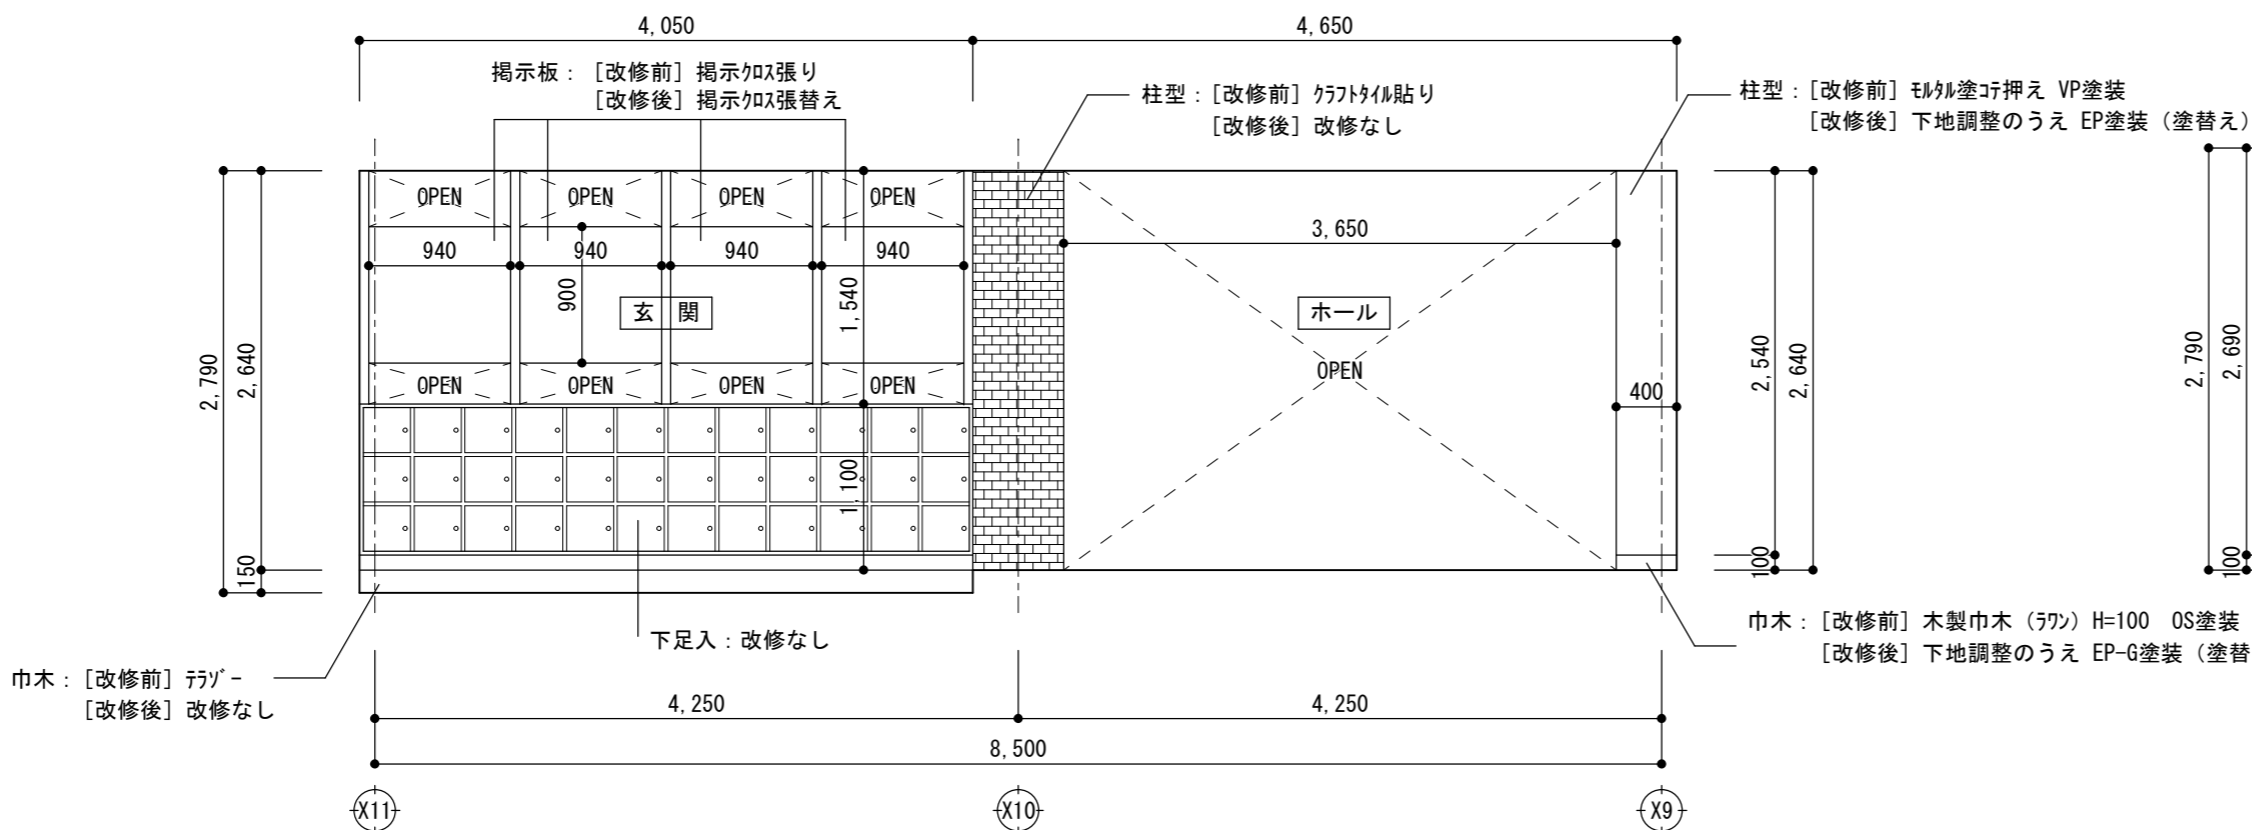 4,050
4,650
掲示板： ［改修前］ 掲示ｸﾛｽ張り
［改修後］ 掲示ｸﾛｽ張替え
柱型：［改修前］ ｸﾗﾌﾄﾀｲﾙ貼り
［改修後］ 改修なし
柱型：［改修前］ ﾓﾙﾀﾙ塗ｺﾃ押え VP塗装
［改修後］ 下地調整のうえ EP塗装（塗替え）
OPEN OPEN OPEN OPEN
940 940 940 940
900
1,540
玄 関
3,650
ホール
OPEN
400
2,790
2,640
150
2,540
2,640
100
2,790
2,690
100
OPEN OPEN OPEN OPEN
1,100
下足入：改修なし
巾木：［改修前］ ﾃﾗｿﾞｰ
［改修後］ 改修なし
巾木：［改修前］ 木製巾木（ﾗﾜﾝ）H=100 OS塗装
［改修後］ 下地調整のうえ EP-G塗装（塗替
4,250
4,250
8,500
X11
X10
X9